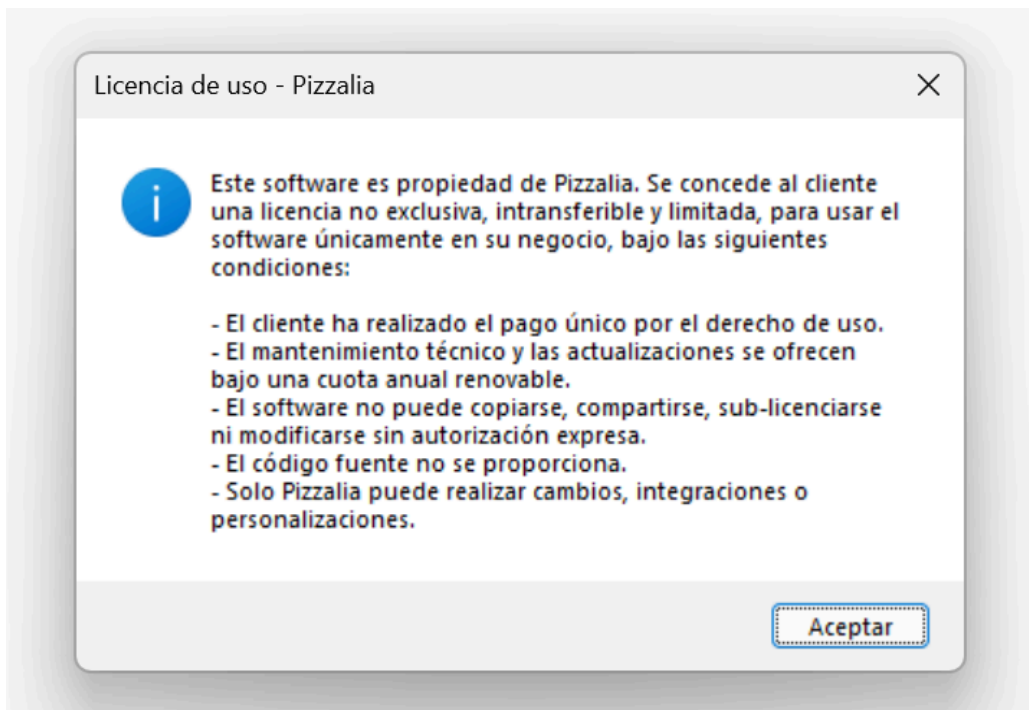 Licencia de uso - Pizzalia
Este software es propiedad de Pizzalia. Se concede al cliente
una licencia no exclusiva, intransferible y limitada, para usar el
software únicamente en su negocio, bajo las siguientes
condiciones:
- El cliente ha realizado el pago único por el derecho de uso.
- El mantenimiento técnico y las actualizaciones se ofrecen
bajo una cuota anual renovable.
- El software no puede copiarse, compartirse, sub-licenciarse
ni modificarse sin autorización expresa.
- El código fuente no se proporciona.
- Solo Pizzalia puede realizar cambios, integraciones o
personalizaciones.
Aceptar